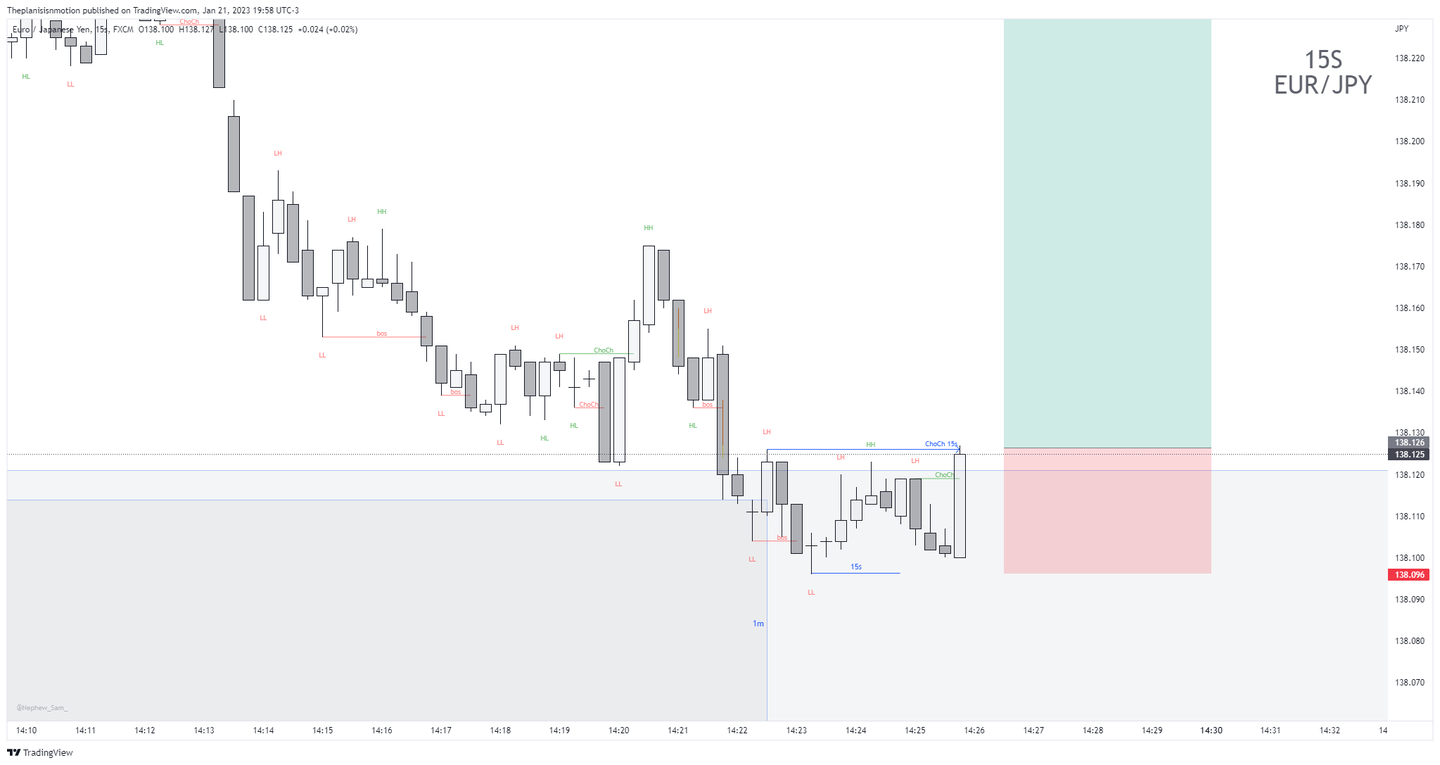 Theplanisinmotion published on TradingView.com, Jan 21, 2023 19:58 UTC-3
Euro / Japanese Yen, 15s, FXCM O138.100 H138.127 L138.100 C138.125 +0.024 (+0.02%)
JPY
15S
EUR/JPY
138.220
138.210
138.200
138.190
138.180
138.170
138.160
138.150
138.140
138.130
138.126
138.125
138.120
138.110
138.100
138.096
138.090
138.080
138.070
ChoCh
HL
LL
HL
LH
LL
LH
HH
bos
LL
bos
LL
LH
LL
HL
LH
ChoCh
HL
ChoCh
LL
HH
LH
bos
HL
LH
bos
LL
ChoCh 15s
HH
LH
LH
ChoCh
15s
LL
1m
@Nephew_Sam_
14:10 14:11 14:12 14:13 14:14 14:15 14:16 14:17 14:18 14:19 14:20 14:21 14:22 14:23 14:24 14:25 14:26 14:27 14:28 14:29 14:30 14:31 14:32 14
TradingView